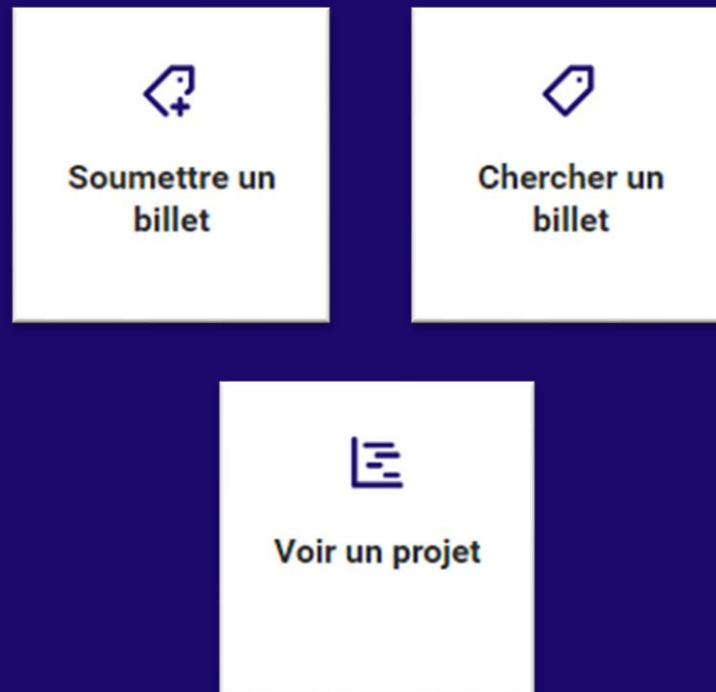 Soumettre un
billet
Chercher un
billet
Voir un projet